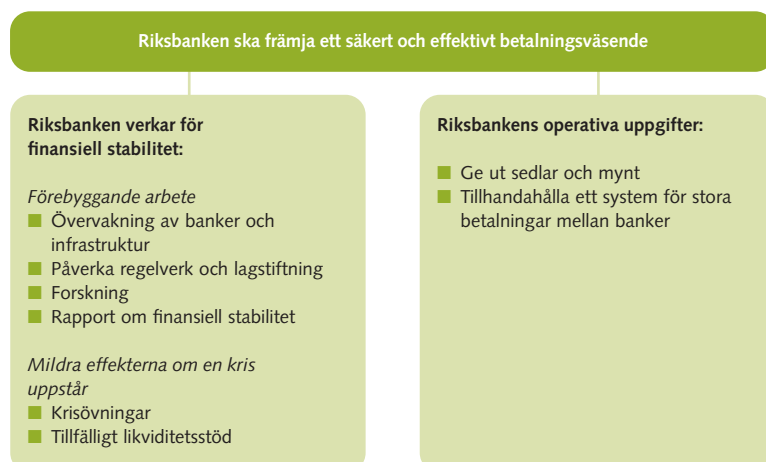 Riksbanken ska främja ett säkert och effektivt betalningsväsende
Riksbanken verkar för
finansiell stabilitet:
Förebyggande arbete
Övervakning av banker och
infrastruktur
Påverka regelverk och lagstiftning
Forskning
Rapport om finansiell stabilitet
Mildra effekterna om en kris
uppstår
Krisövningar
Tillfälligt likviditetsstöd
Riksbankens operativa uppgifter:
Ge ut sedlar och mynt
Tillhandahålla ett system för stora
betalningar mellan banker